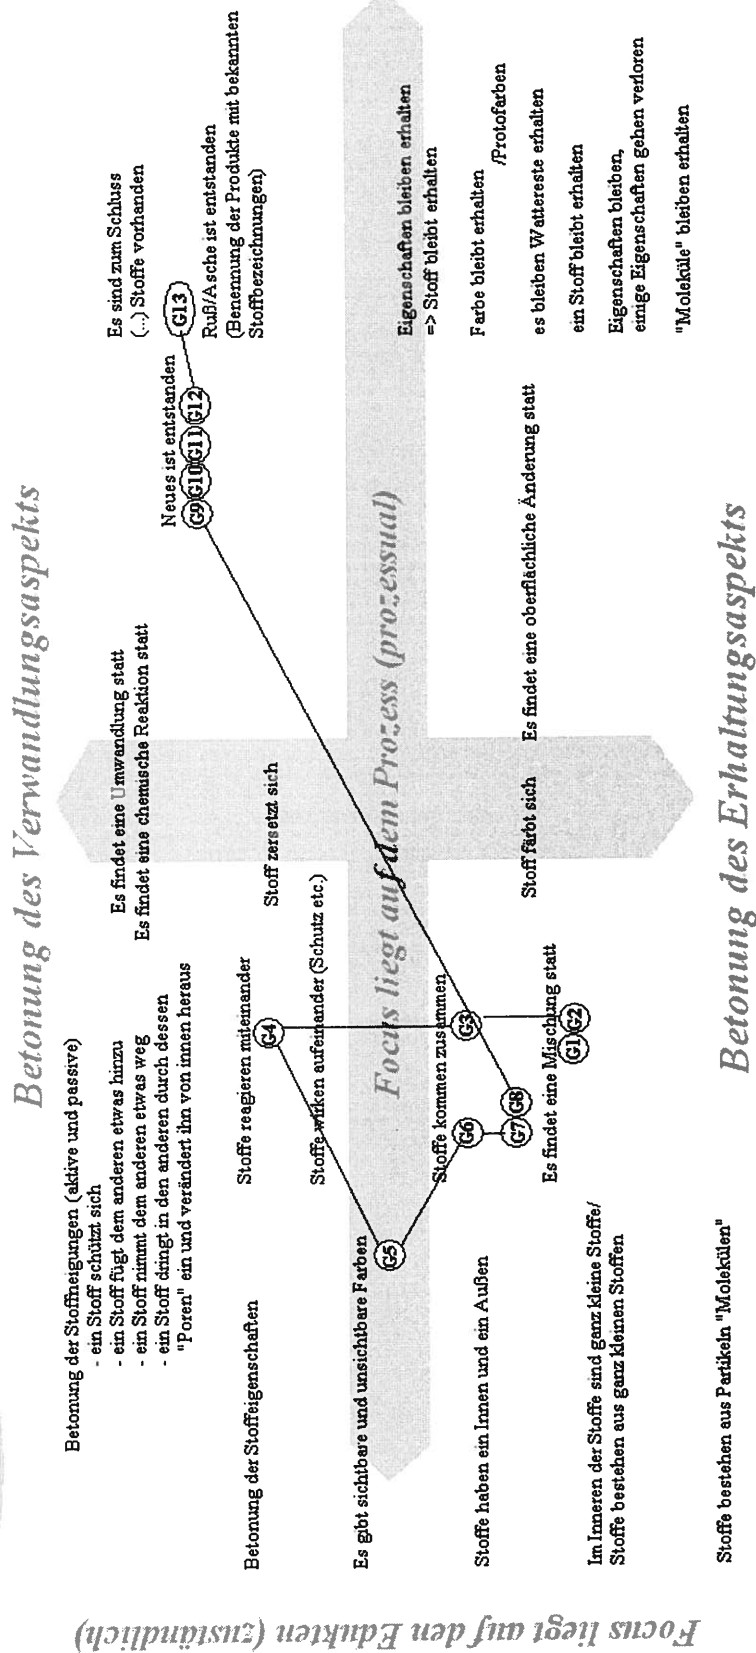 Betonung des Verwandlungsaspekts
Betonung der Stoffneigungen (aktive und passive)
- ein Stoff schützt sich
- ein Stoff fügt dem anderen etwas hinzu
- ein Stoff nimmt dem anderen etwas weg
- ein Stoff dringt in den anderen durch dessen
"Poren" ein und verändert ihn von innen heraus
Es findet eine Umwandlung statt
Es findet eine chemische Reaktion statt
Es sind zum Schluss
(...) Stoffe vorhanden
Neues ist entstanden
G9 G10 G11 G12
G13
Ruß/Asche ist entstanden
(Benennung der Produkte mit bekannten
Stoffbezeichnungen)
Betonung der Stoffeigenschaften
Stoffe reagieren miteinander
G4
Stoff zersetzt sich
Stoffe wirken aufeinander (Schutz etc.)
Es gibt sichtbare und unsichtbare Farben
G5
Focus liegt auf dem Prozess (prozessual)
Eigenschaften bleiben erhalten
=> Stoff bleibt erhalten
Stoffe kommen zusammen
G6
G3
Farbe bleibt erhalten
/Protofarben
Stoffe haben ein Innen und ein Außen
G7 G8
Stoff färbt sich
Es findet eine oberflächliche Änderung statt
es bleiben Wattereste erhalten
Es findet eine Mischung statt
G1 G2
ein Stoff bleibt erhalten
Im Inneren der Stoffe sind ganz kleine Stoffe/
Stoffe bestehen aus ganz kleinen Stoffen
Eigenschaften bleiben,
einige Eigenschaften gehen verloren
"Moleküle" bleiben erhalten
Stoffe bestehen aus Partikeln "Molekülen"
Betonung des Erhaltungsaspekts
Focus liegt auf den Edukten (zuständlich)